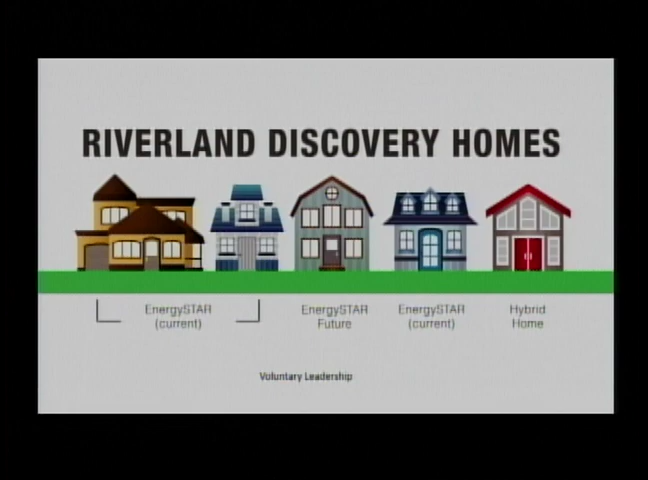 RIVERLAND DISCOVERY HOMES
EnergySTAR
(current)
EnergySTAR
Future
EnergySTAR
(current)
Hybrid
Home
Voluntary Leadership